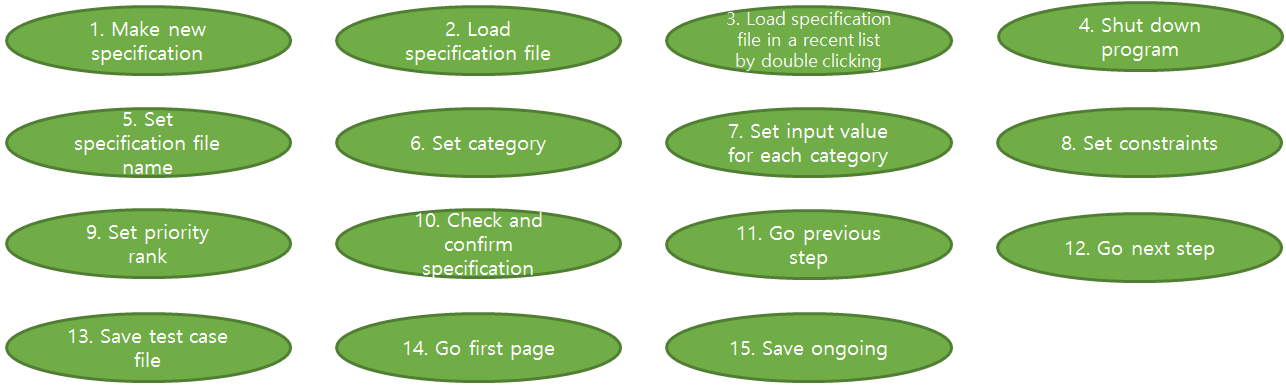 1. Make new
specification
2. Load
specification file
3. Load specification
file in a recent list
by double clicking
4. Shut down
program
5. Set
specification file
name
6. Set category
7. Set input value
for each category
8. Set constraints
9. Set priority
rank
10. Check and
confirm
specification
11. Go previous
step
12. Go next step
13. Save test case
file
14. Go first page
15. Save ongoing